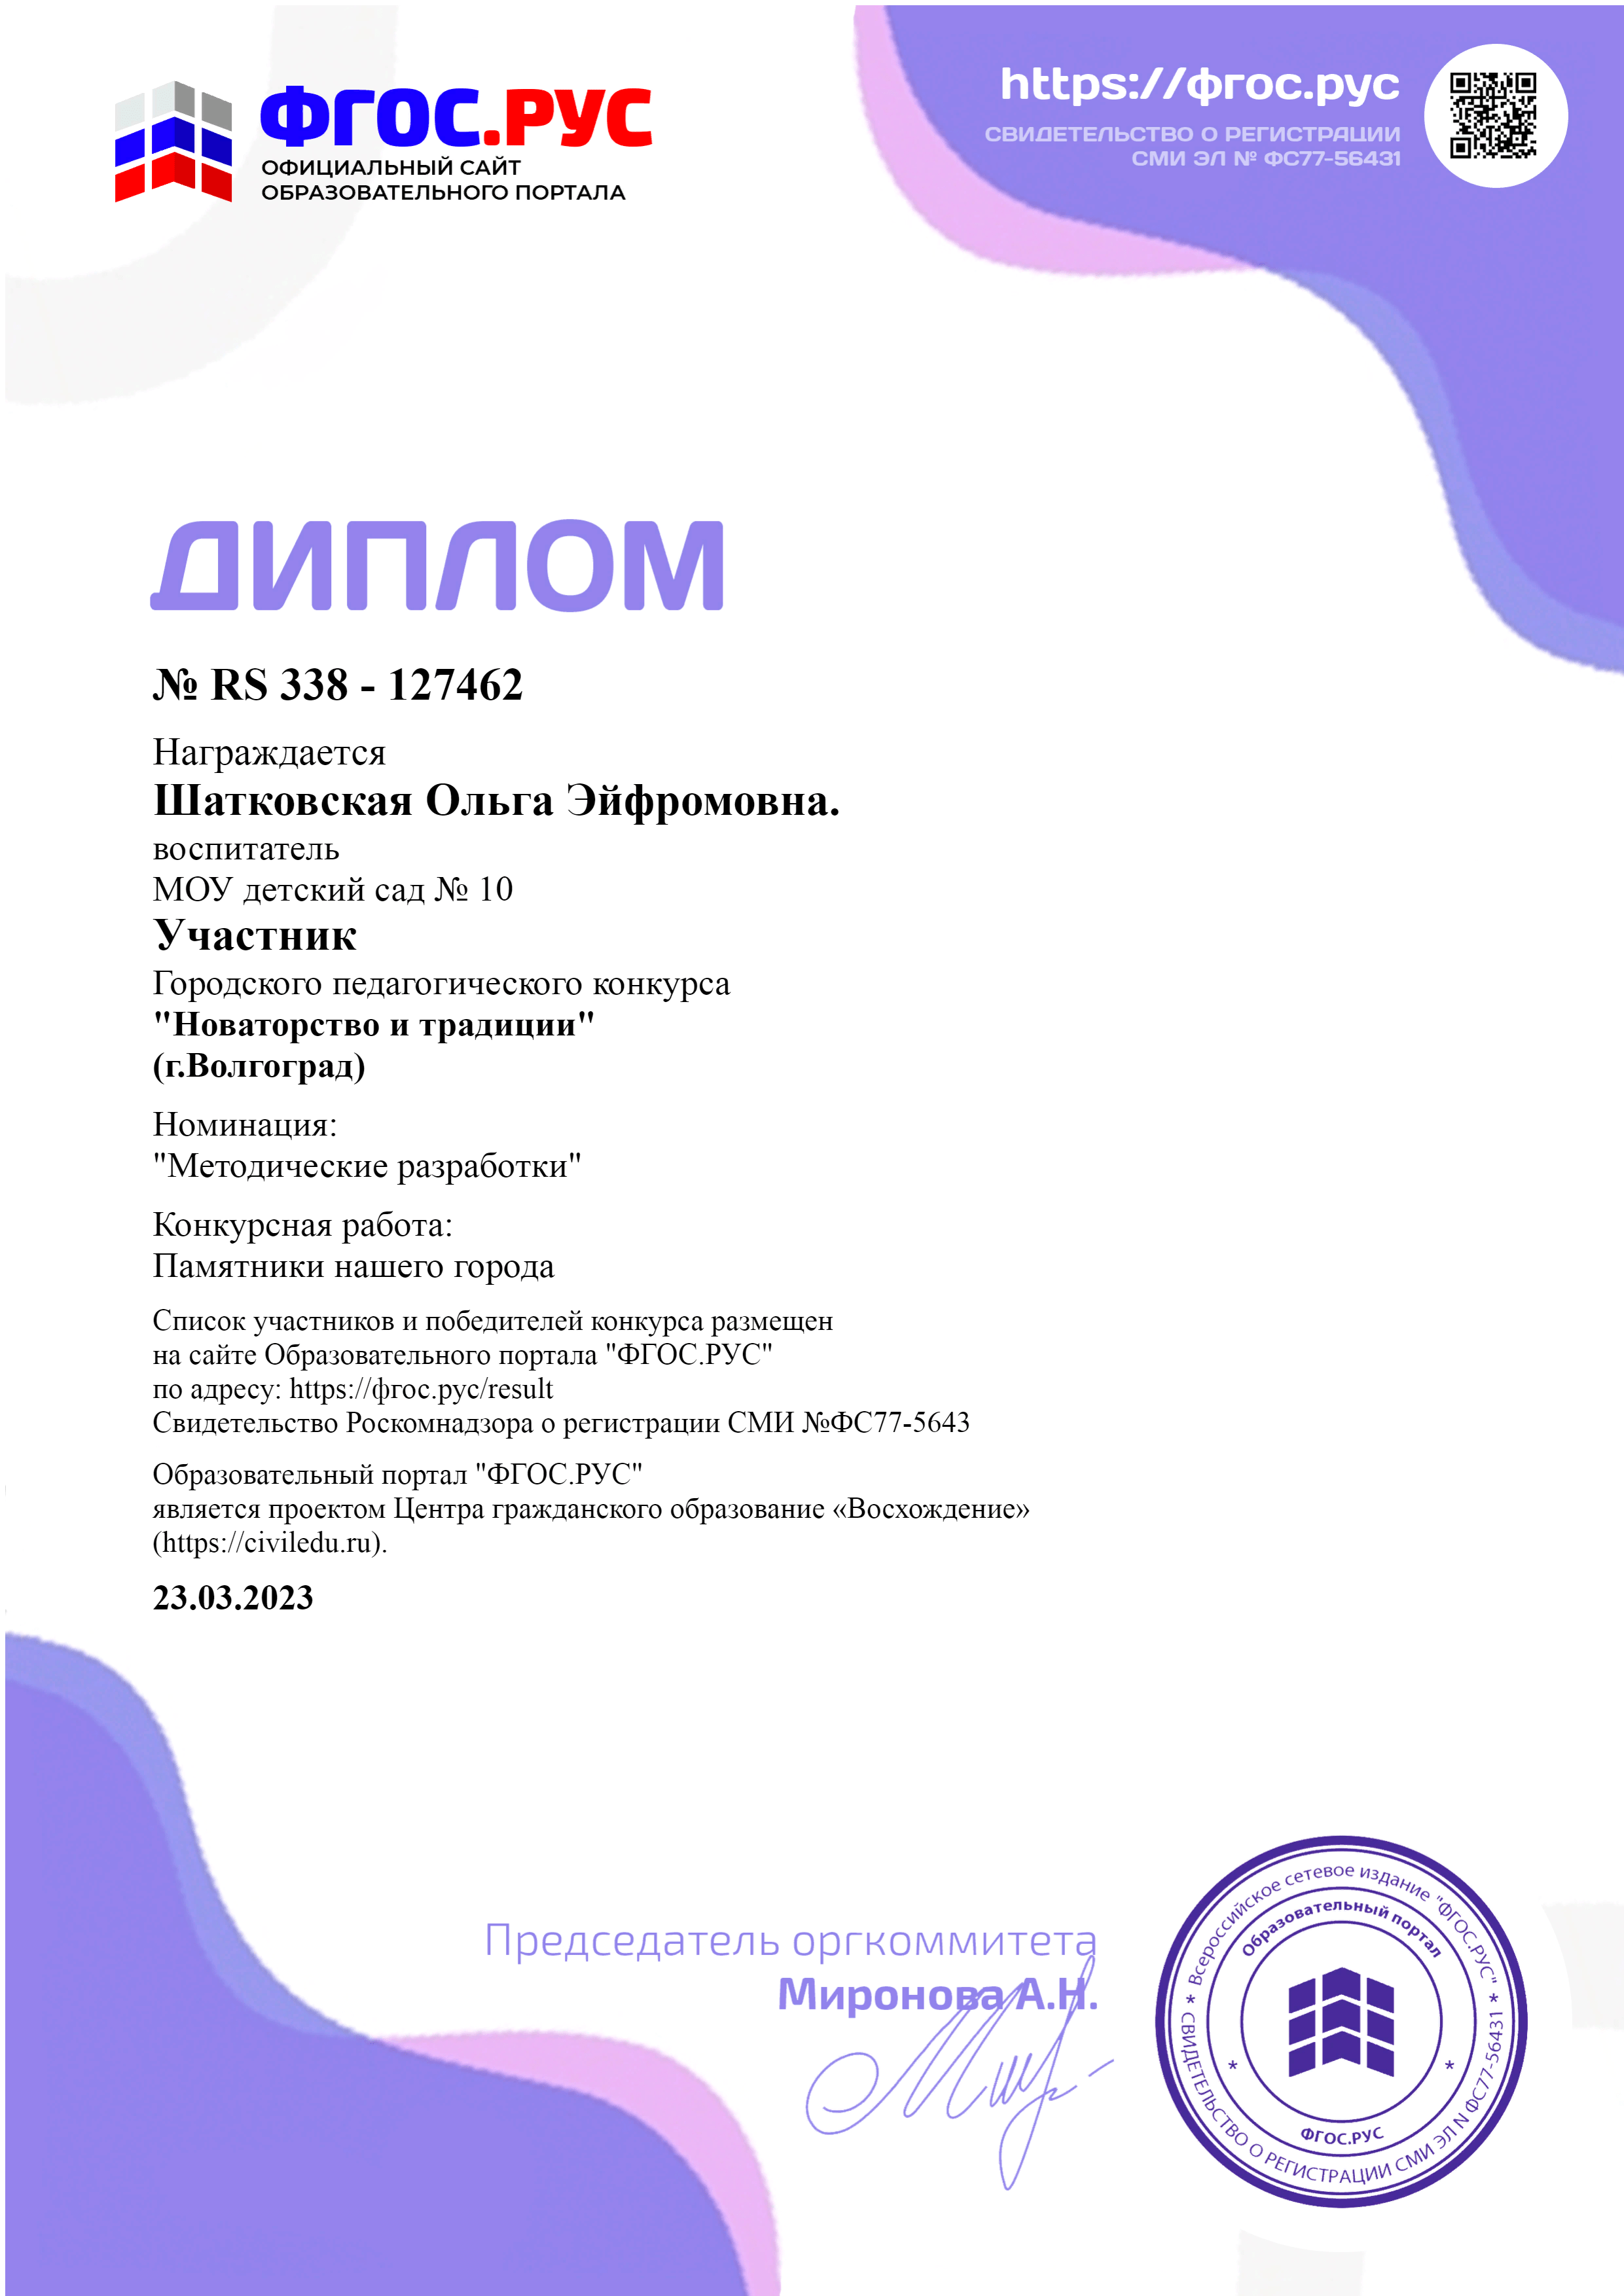 ФГОС.РУС
ОФИЦИАЛЬНЫЙ САЙТ
ОБРАЗОВАТЕЛЬНОГО ПОРТАЛА
https://фгос.рус
СВИДЕТЕЛЬСТВО О РЕГИСТРАЦИИ
СМИ ЭЛ № ФС77-56431
ДИПЛОМ
№ RS 338 - 127462
Награждается
Шатковская Ольга Эйфромовна.
воспитатель
МОУ детский сад № 10
Участник
Городского педагогического конкурса
"Новаторство и традиции"
(г.Волгоград)
Номинация:
"Методические разработки"
Конкурсная работа:
Памятники нашего города
Список участников и победителей конкурса размещен
на сайте Образовательного портала "ФГОС.РУС"
по адресу: https://фгос.рус/result
Свидетельство Роскомнадзора о регистрации СМИ №ФС77-5643
Образовательный портал "ФГОС.РУС"
является проектом Центра гражданского образование «Восхождение»
(https://civiledu.ru).
23.03.2023
Председатель оргкоммитета
Миронова А.Н.
* Всероссийское сетевое издание "ФГОС.РУС" *
СВИДЕТЕЛЬСТВО О РЕГИСТРАЦИИ СМИ ЭЛ N ФС77-56431
Образовательный портал
* ФГОС.РУС *